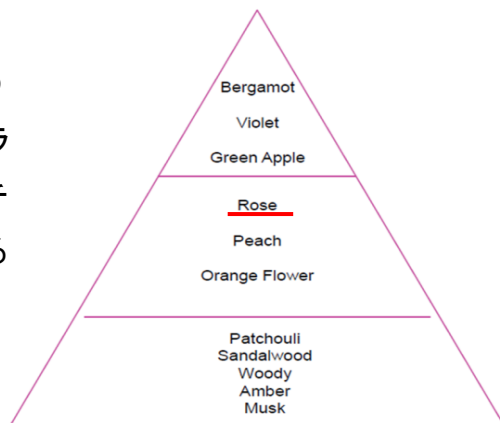 Bergamot
Violet
Green Apple
Rose
Peach
Orange Flower
Patchouli
Sandalwood
Woody
Amber
Musk